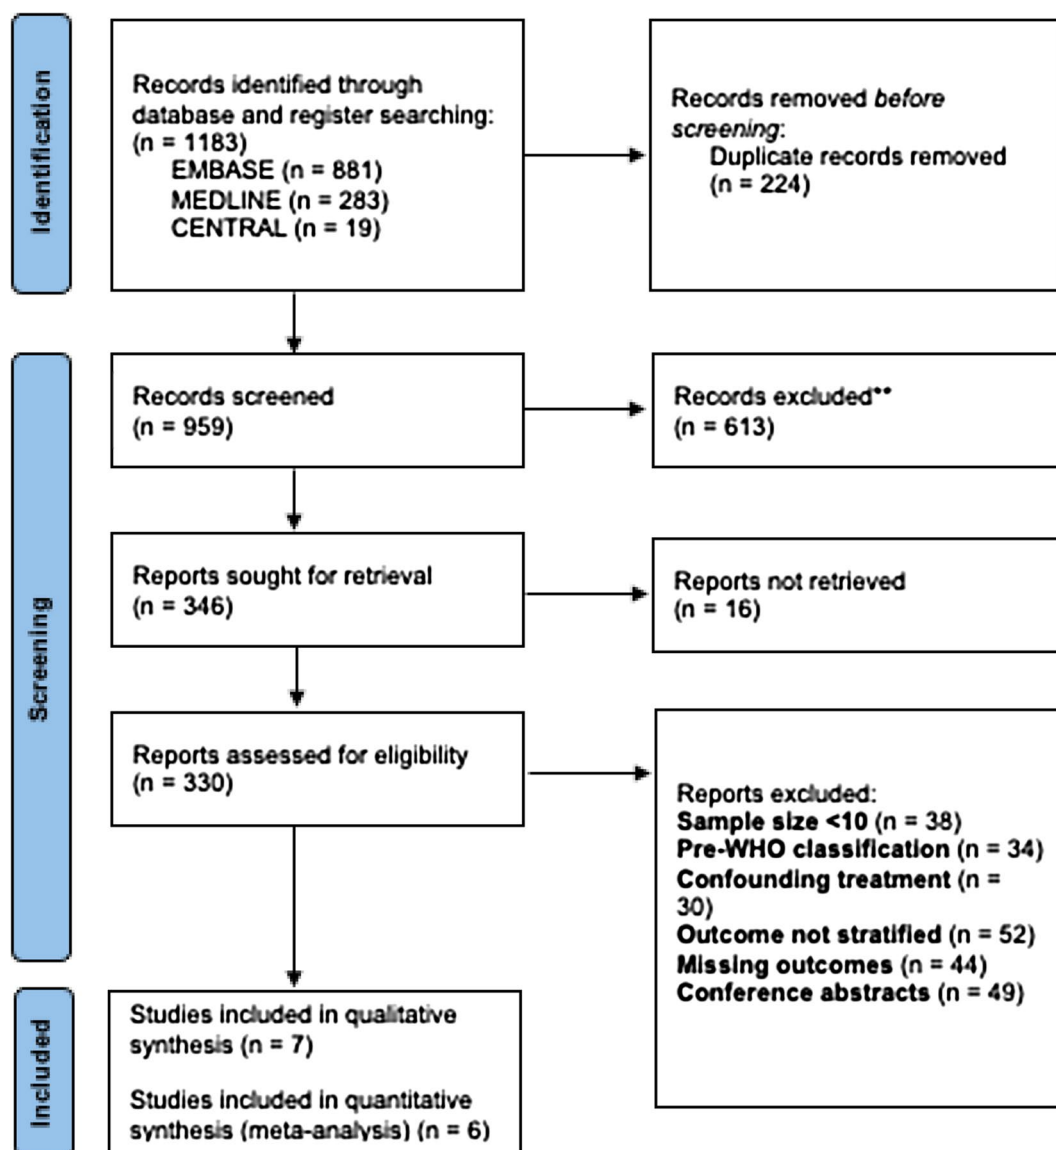 Identification
Records identified through
database and register searching:
(n = 1183)
EMBASE (n = 881)
MEDLINE (n = 283)
CENTRAL (n = 19)
Records removed before
screening:
Duplicate records removed
(n = 224)
Screening
Records screened
(n = 959)
Records excluded**
(n = 613)
Reports sought for retrieval
(n = 346)
Reports not retrieved
(n = 16)
Reports assessed for eligibility
(n = 330)
Reports excluded:
Sample size <10 (n = 38)
Pre-WHO classification (n = 34)
Confounding treatment (n =
30)
Outcome not stratified (n = 52)
Missing outcomes (n = 44)
Conference abstracts (n = 49)
Included
Studies included in qualitative
synthesis (n = 7)
Studies included in quantitative
synthesis (meta-analysis) (n = 6)